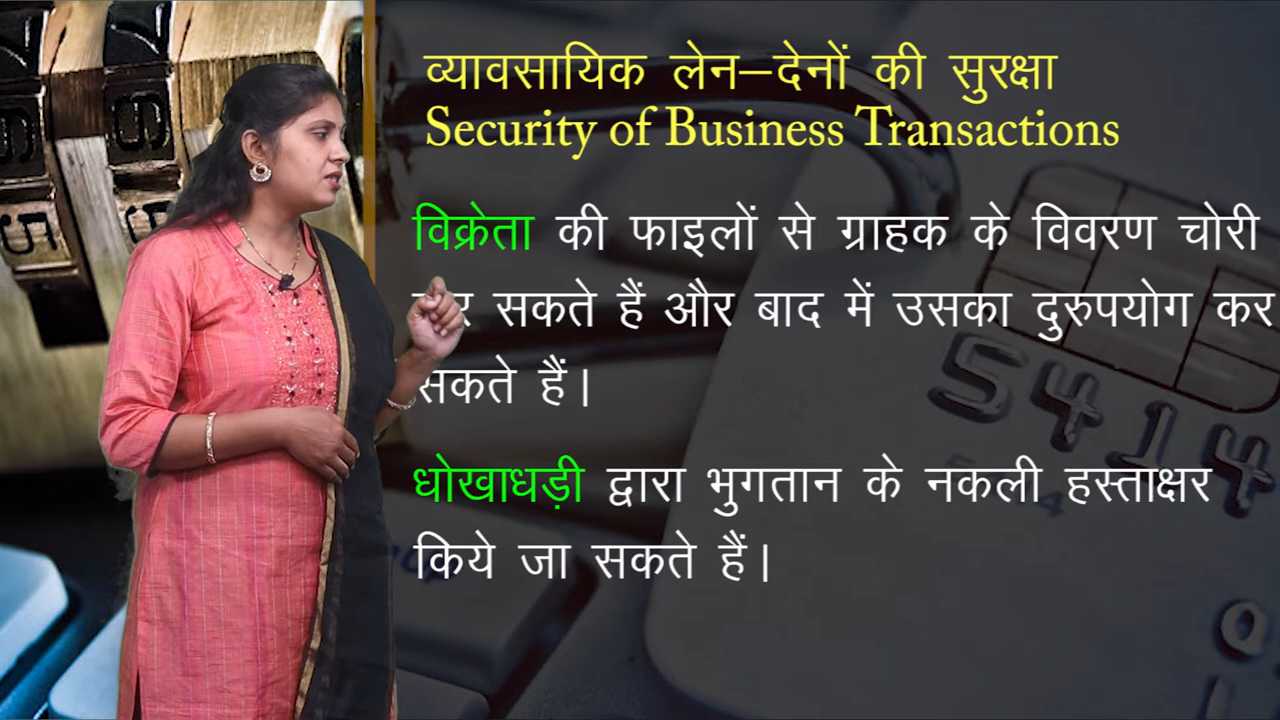 व्यावसायिक लेन–देनों की सुरक्षा
Security of Business Transactions
विक्रेता की फाइलों से ग्राहक के विवरण चोरी
सकते हैं और बाद में उसका दुरुपयोग कर
सकते हैं।
धोखाधड़ी द्वारा भुगतान के नकली हस्ताक्षर
किये जा सकते हैं।
5414